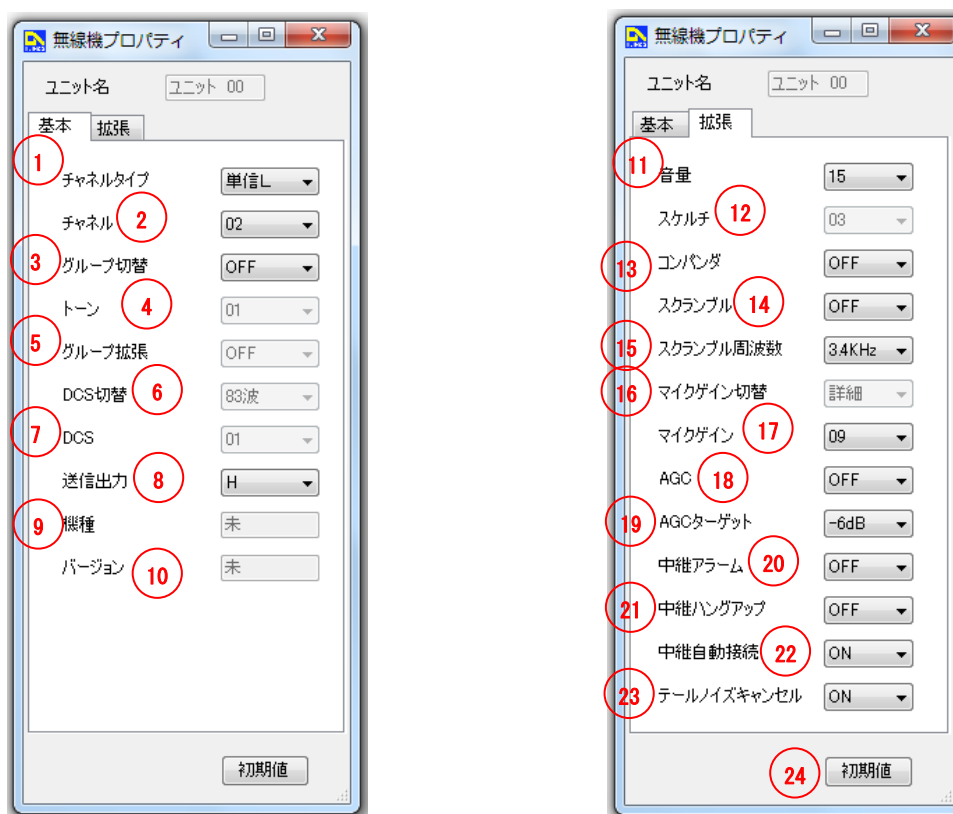 無線機プロパティ
ユニット名 ユニット 00
基本 拡張
1 チャネルタイプ 単信L
チャネル 2 02
3 グループ切替 OFF
トーン 4 01
5 グループ拡張 OFF
DCS切替 6 83波
7 DCS 01
送信出力 8 H
9 機種 未
バージョン 10 未
初期値
無線機プロパティ
ユニット名 ユニット 00
基本 拡張
11 音量 15
スケルチ 12 03
13 コンパンダ OFF
スクランブル 14 OFF
15 スクランブル周波数 3.4KHz
16 マイクゲイン切替 詳細
マイクゲイン 17 09
AGC 18 OFF
19 AGCターゲット -6dB
中継アラーム 20 OFF
21 中継ハングアップ OFF
中継自動接続 22 ON
23 テールノイズキャンセル ON
24 初期値